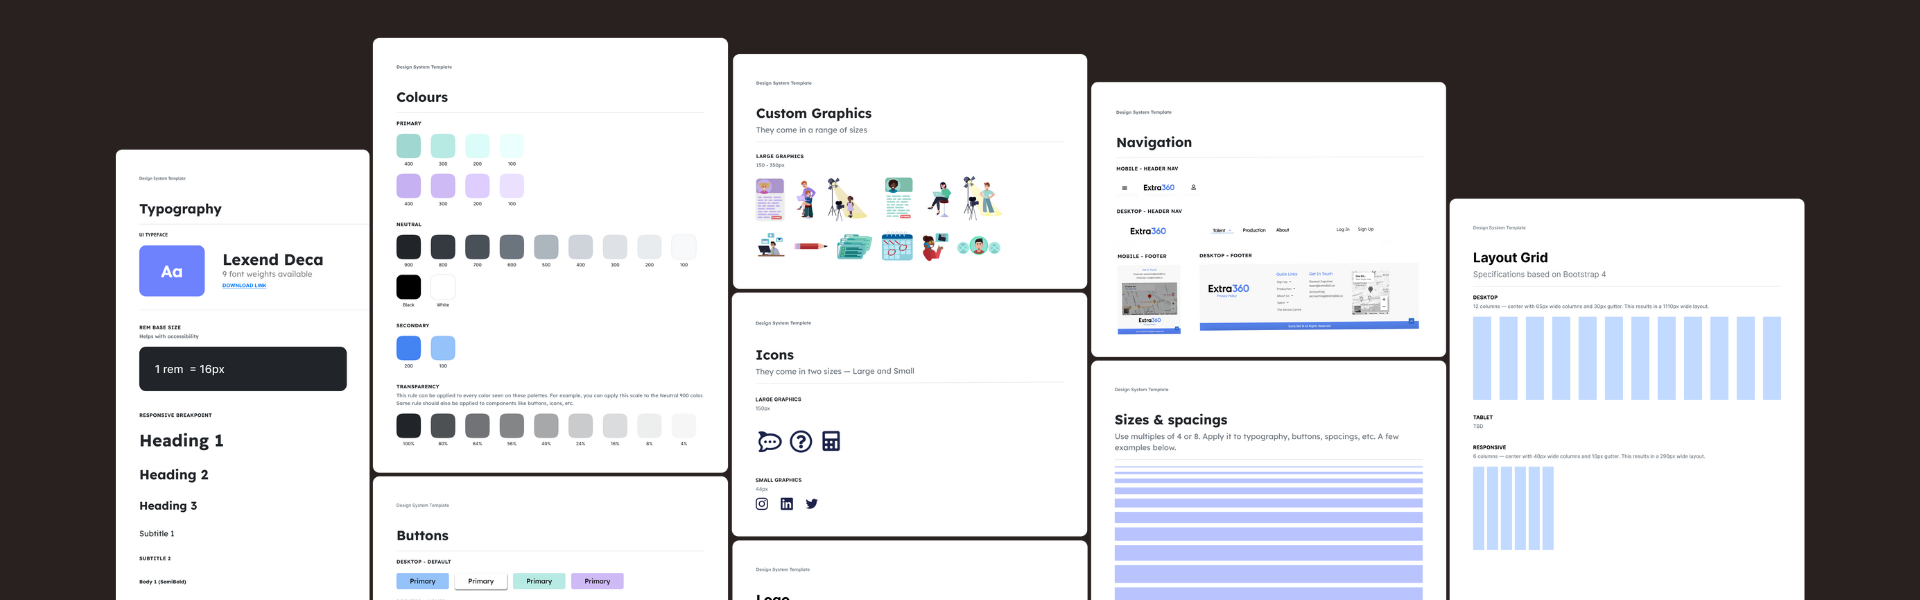 Design System Template
Typography
UI TYPEFACE
Aa
Lexend Deca
9 font weights available
DOWNLOAD LINK
REM BASE SIZE
Helps with accessibility
1 rem = 16px
RESPONSIVE BREAKPOINT
Heading 1
Heading 2
Heading 3
Subtitle 1
SUBTITLE 2
Body 1 (SemiBold)
Design System Template
Colours
PRIMARY
400 300 200 100
400 300 200 100
NEUTRAL
900 800 700 600 500 400 300 200 100
Black White
SECONDARY
200 100
TRANSPARENCY
This rule can be applied to every color seen on these palettes. For example, you can apply this scale to the Neutral 900 color.
Same rule should also be applied to components like buttons, icons, etc.
100% 80% 64% 56% 40% 24% 16% 8% 4%
Design System Template
Buttons
DESKTOP - DEFAULT
Primary Primary Primary Primary
Design System Template
Custom Graphics
They come in a range of sizes
LARGE GRAPHICS
150 - 350px
Design System Template
Icons
They come in two sizes — Large and Small
LARGE GRAPHICS
150px
SMALL GRAPHICS
44px
Design System Template
Logo
Design System Template
Navigation
MOBILE - HEADER NAV
Extra360
DESKTOP - HEADER NAV
Extra360 Talent Production About Log In Sign Up
MOBILE - FOOTER
Extra360
DESKTOP - FOOTER
Extra360
Privacy Policy
Quick Links
Get In Touch
Design System Template
Sizes & spacings
Use multiples of 4 or 8. Apply it to typography, buttons, spacings, etc. A few
examples below.
Design System Template
Layout Grid
Specifications based on Bootstrap 4
DESKTOP
12 columns — center with 65px wide columns and 30px gutter. This results in a 1110px wide layout.
TABLET
TBD
RESPONSIVE
6 columns — center with 40px wide columns and 10px gutter. This results in a 290px wide layout.